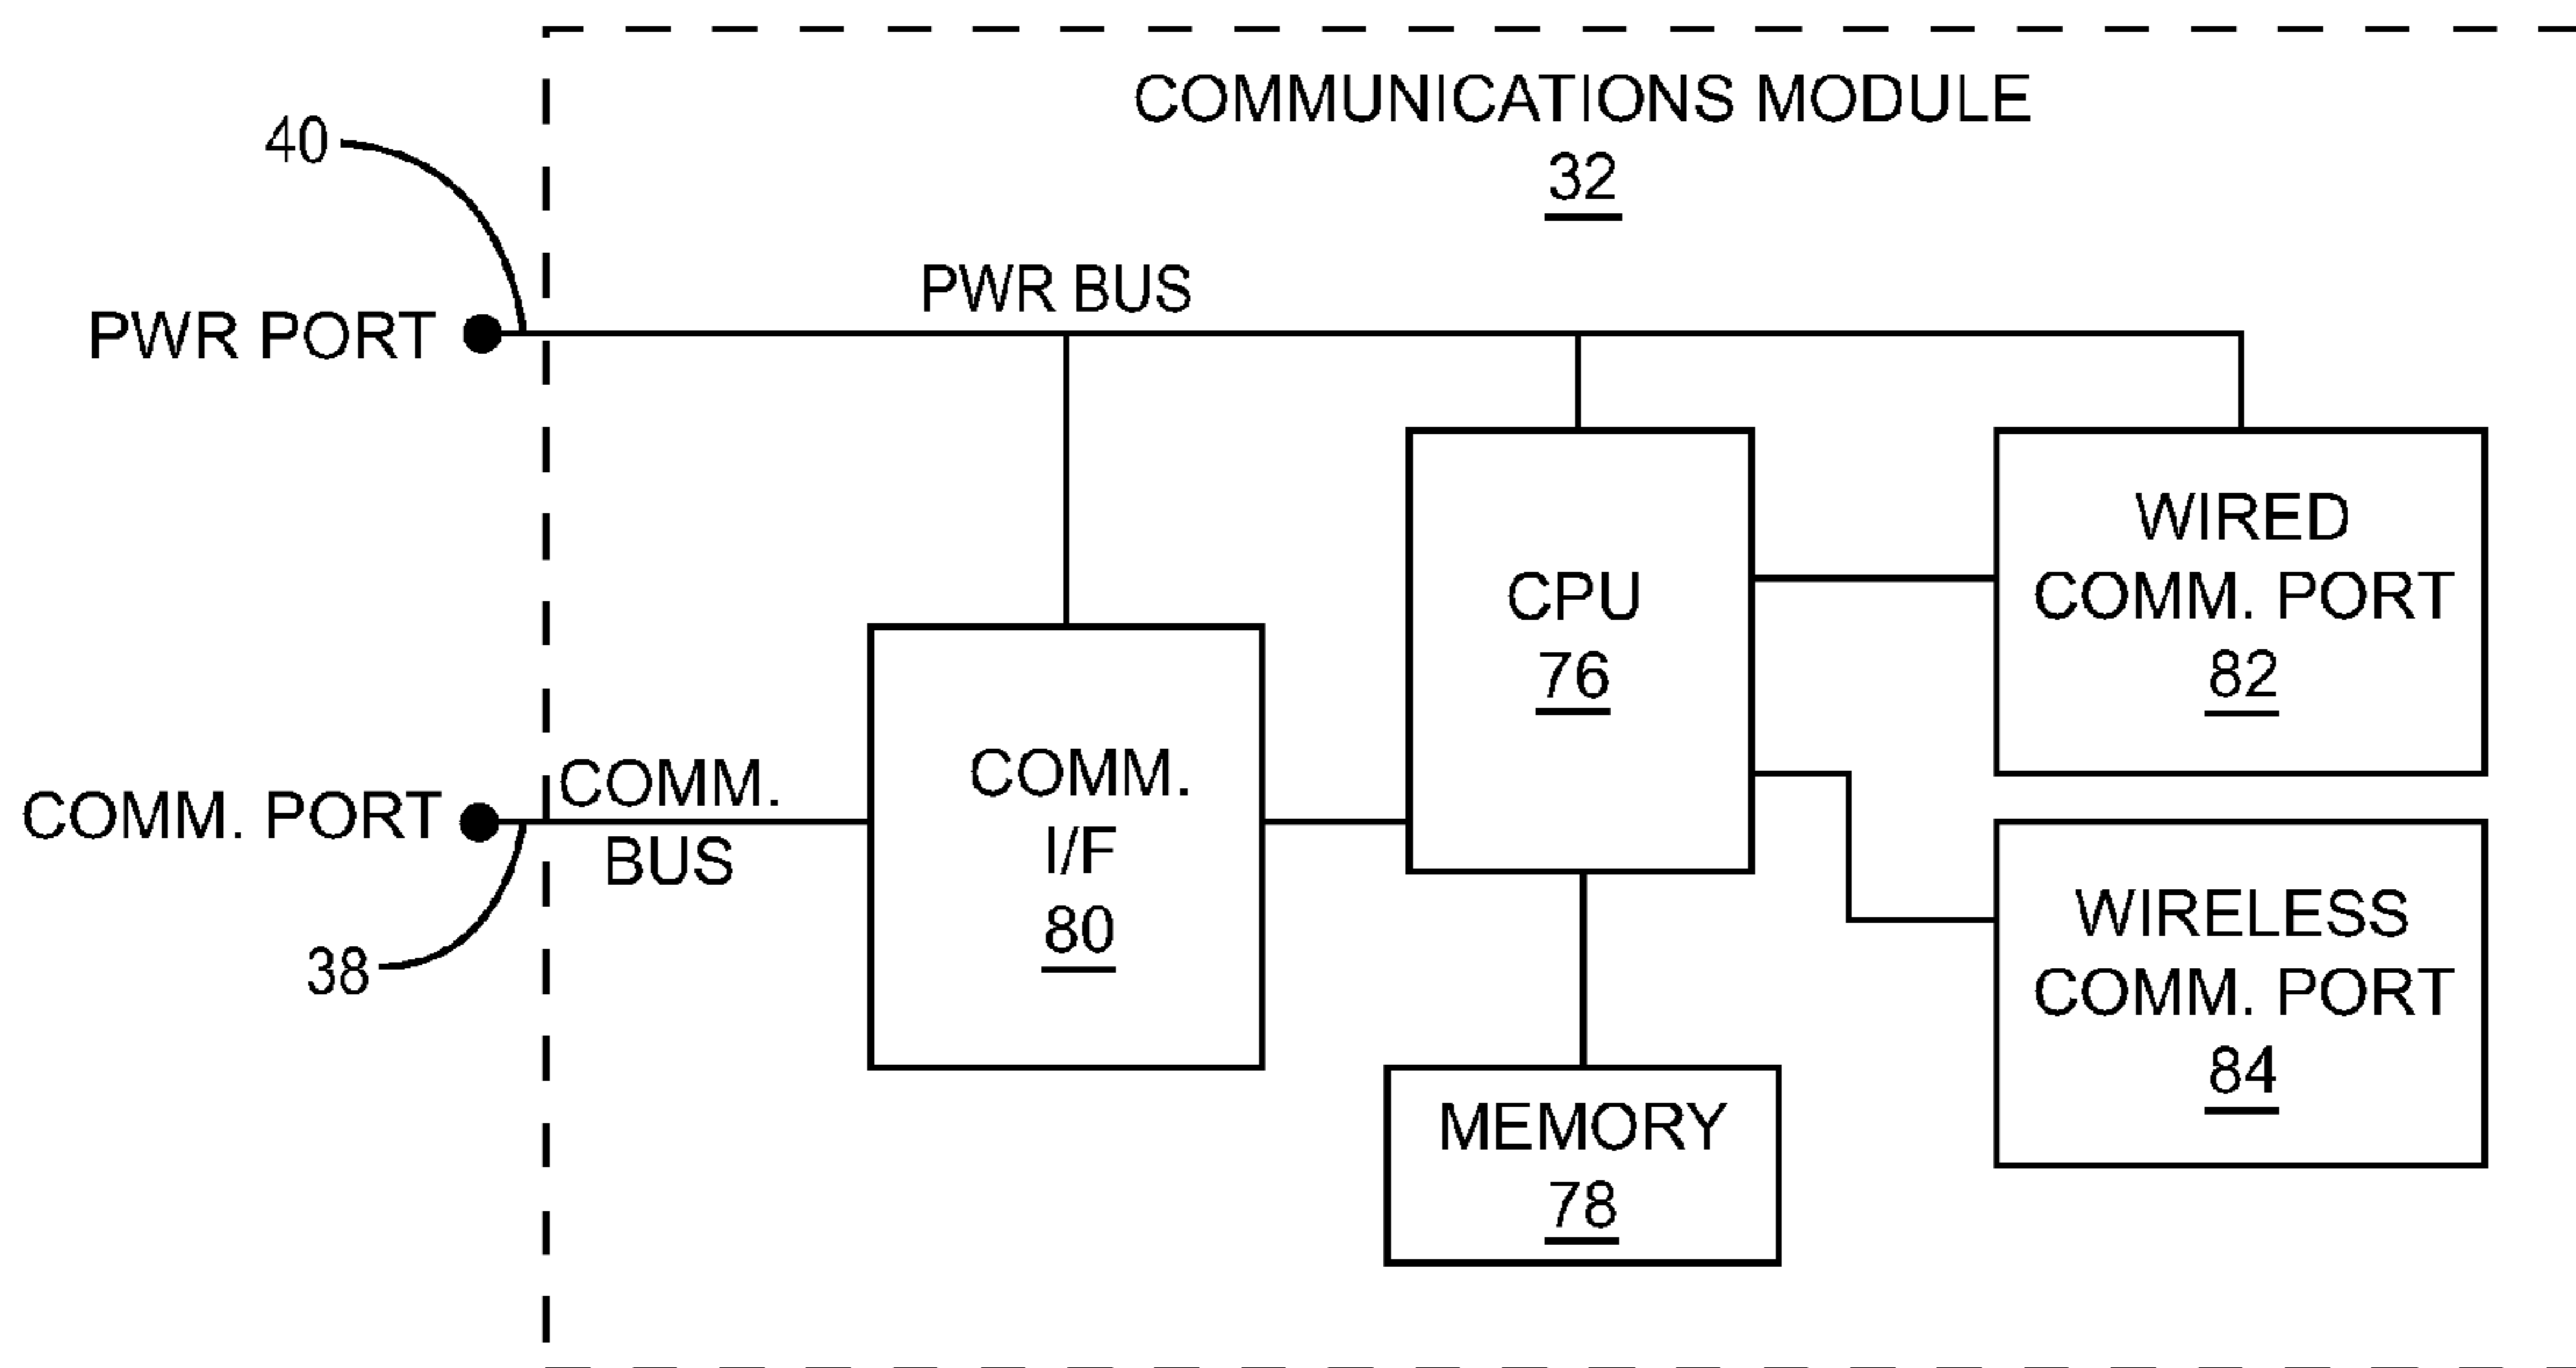 COMMUNICATIONS MODULE
32
40
PWR BUS
PWR PORT
WIRED
COMM. PORT
82
CPU
76
COMM.
I/F
80
COMM. PORT
COMM.
BUS
38
WIRELESS
COMM. PORT
84
MEMORY
78